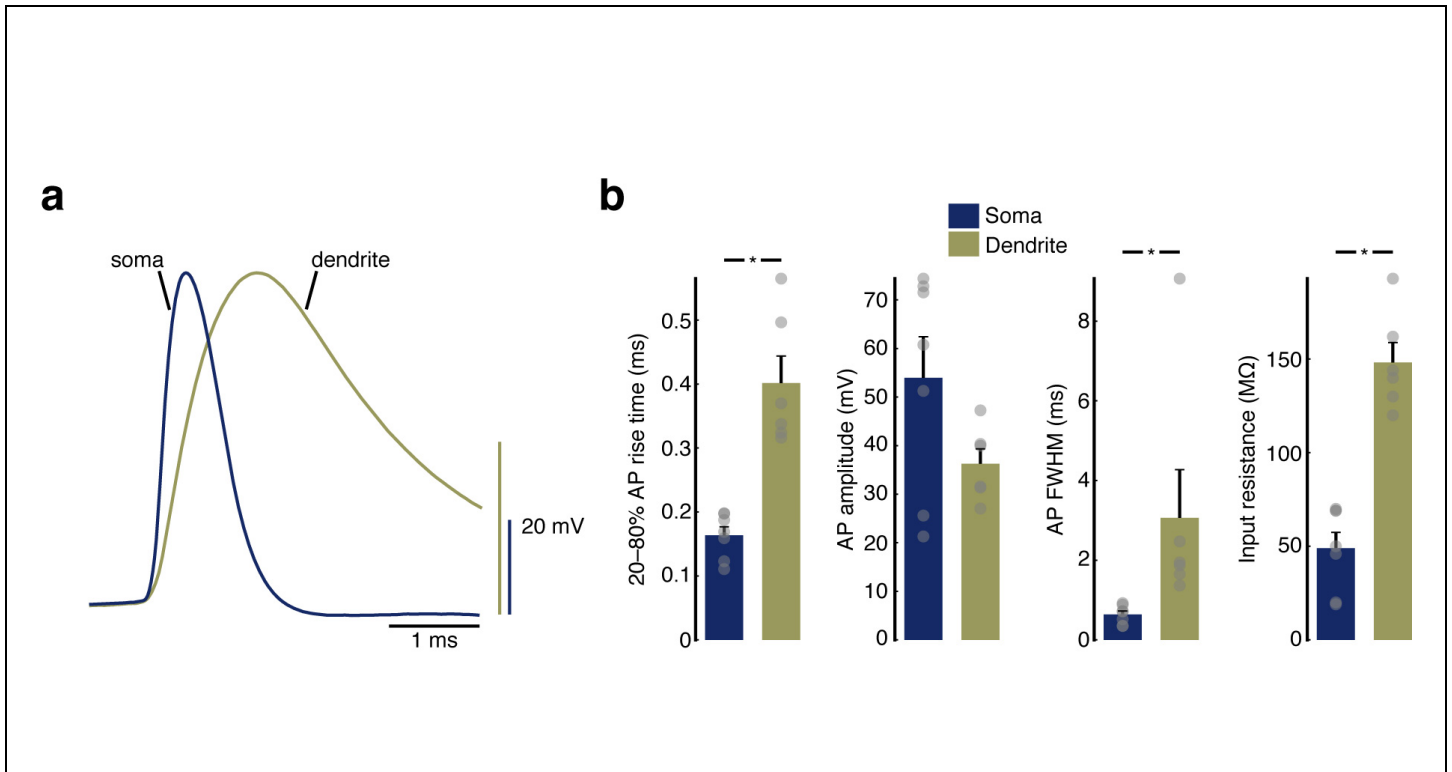 a
soma
dendrite
20 mV
1 ms
b
Soma
Dendrite
*
20–80% AP rise time (ms)
0.5
0.4
0.3
0.2
0.1
0
AP amplitude (mV)
70
60
50
40
30
20
10
0
*
AP FWHM (ms)
8
6
4
2
0
*
Input resistance (MΩ)
150
100
50
0